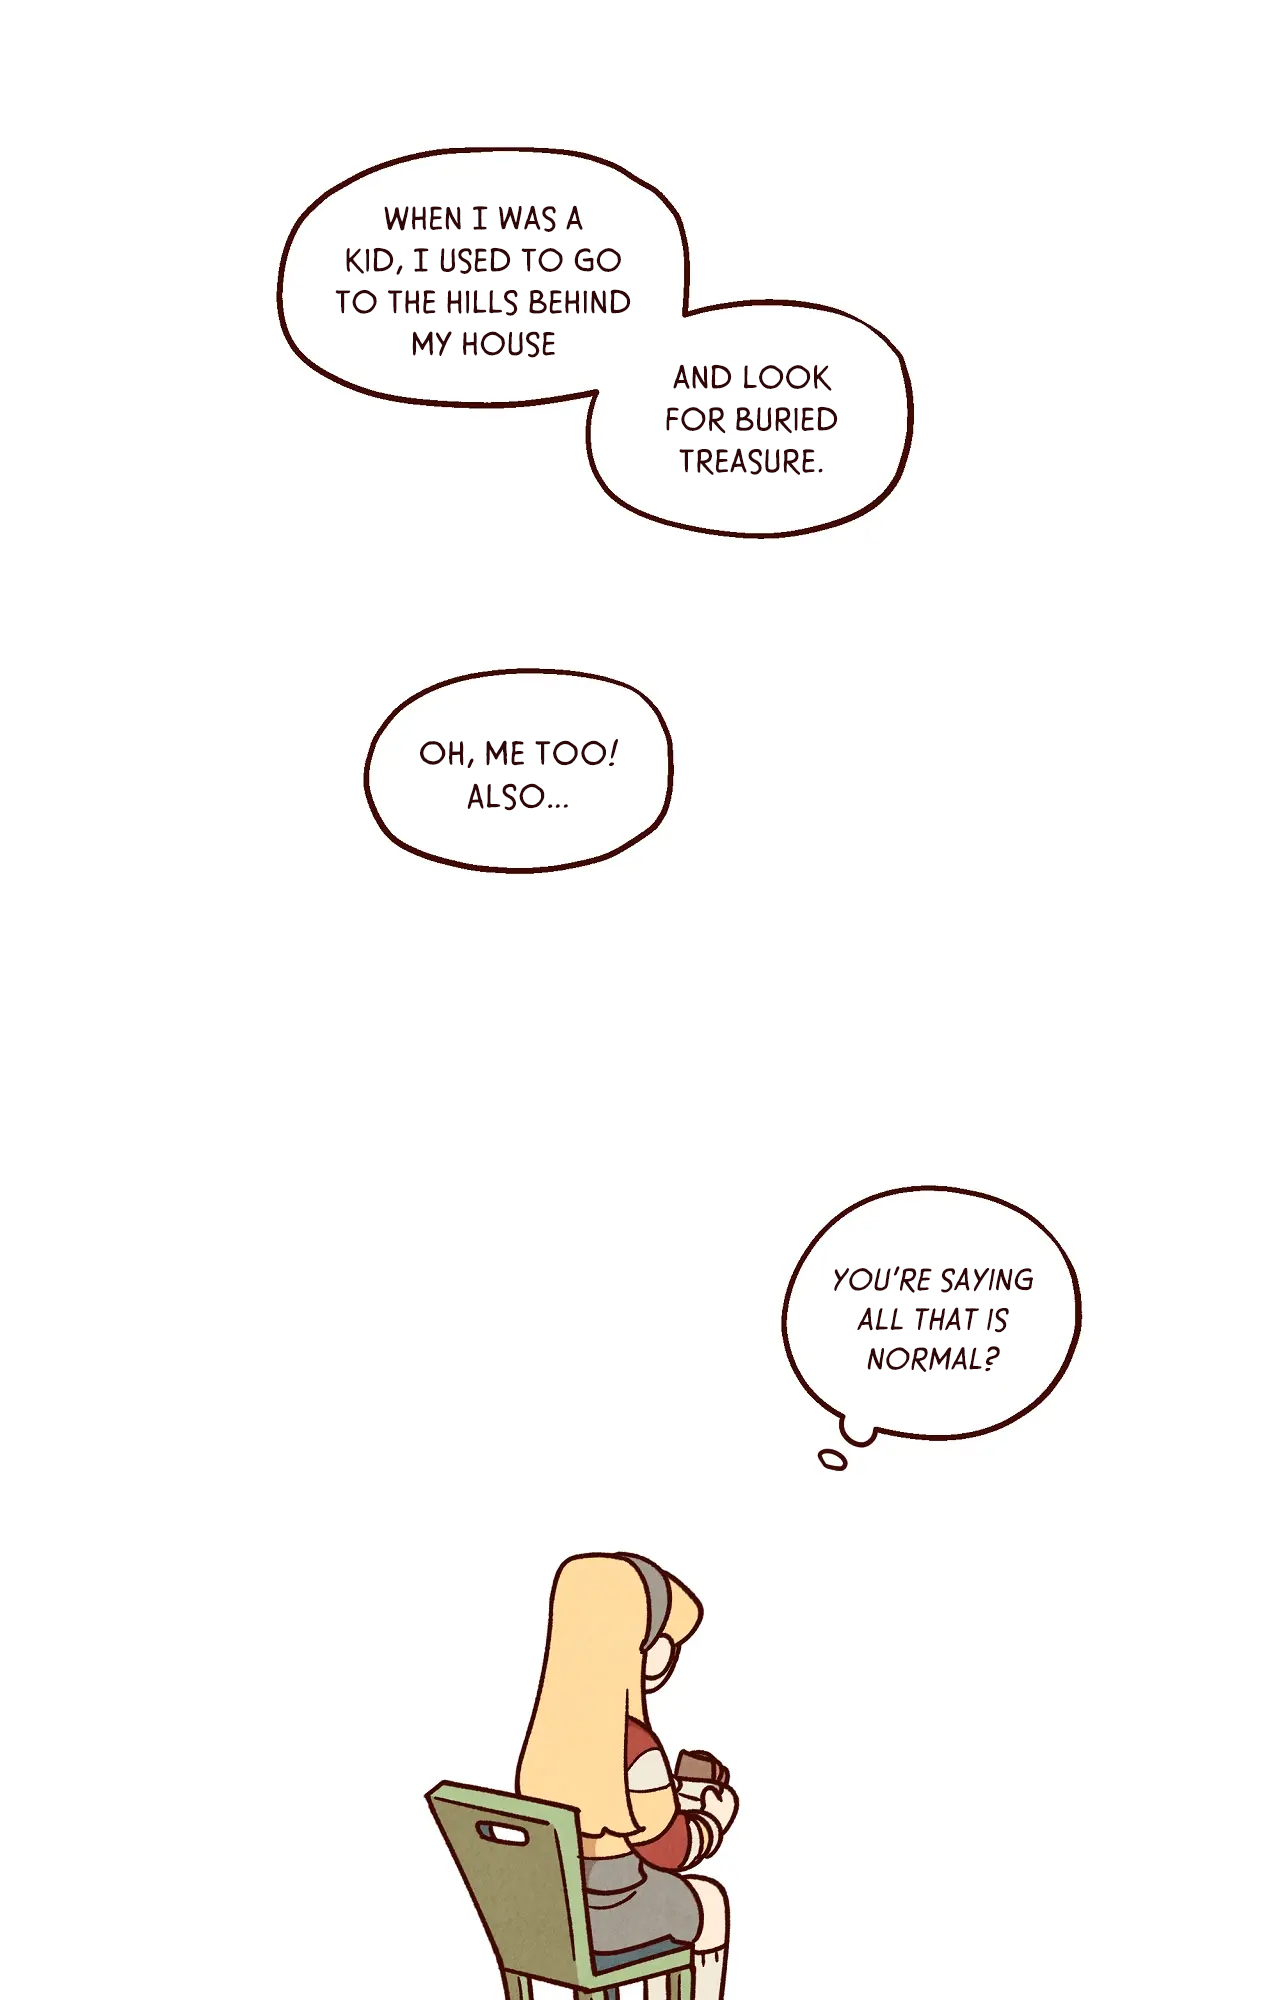 WHEN I WAS A
KID, I USED TO GO
TO THE HILLS BEHIND
MY HOUSE
AND LOOK
FOR BURIED
TREASURE.
OH, ME TOO!
ALSO...
YOU'RE SAYING
ALL THAT IS
NORMAL?